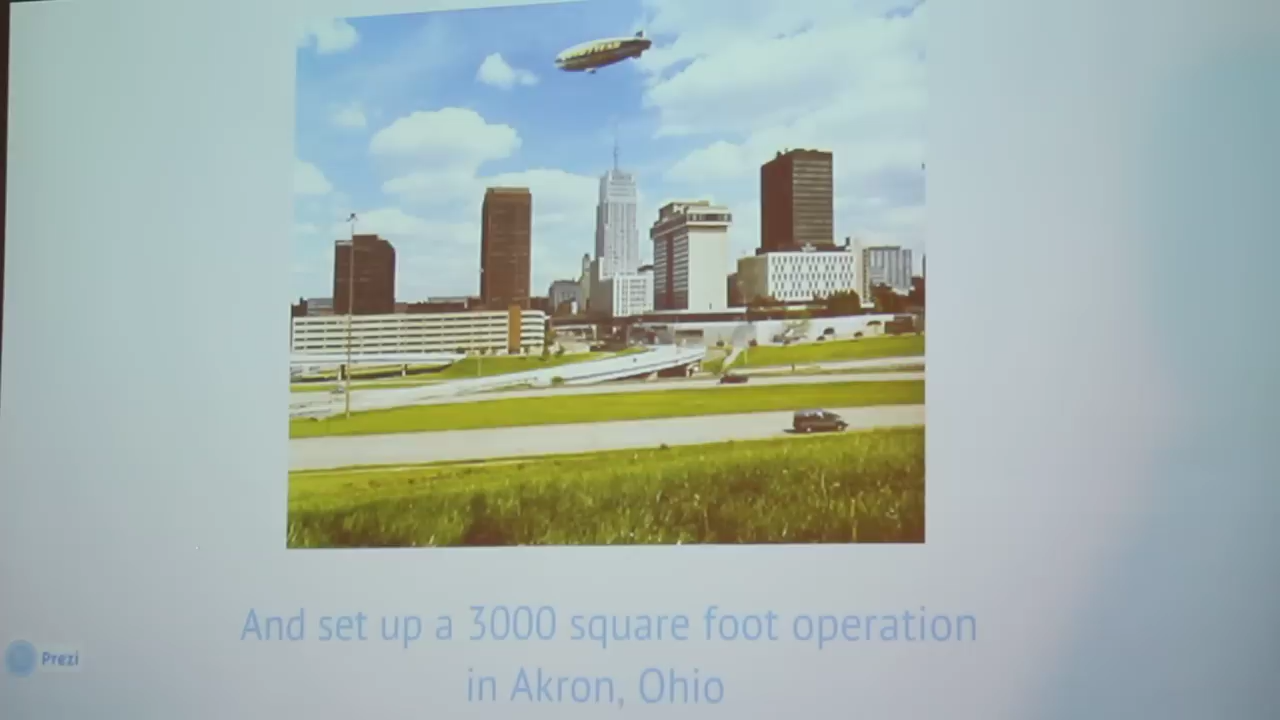 And set up a 3000 square foot operation
in Akron, Ohio
Prezi